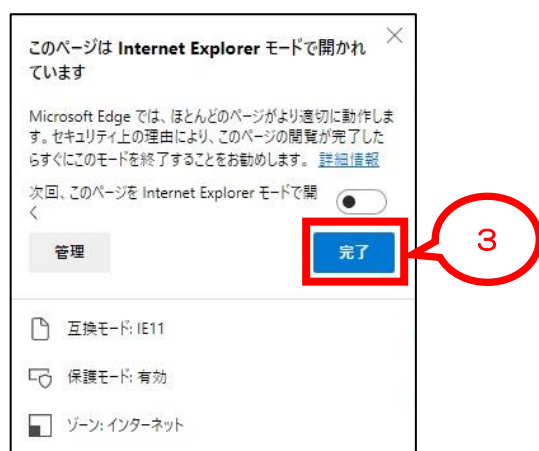 このページは Internet Explorer モードで開かれ
ています
Microsoft Edge では、ほとんどのページがより適切に動作しま
す。セキュリティ上の理由により、このページの閲覧が完了した
らすぐにこのモードを終了することをお勧めします。 詳細情報
次回、このページを Internet Explorer モードで開
く
管理
完了
3
互換モード: IE11
保護モード: 有効
ゾーン: インターネット